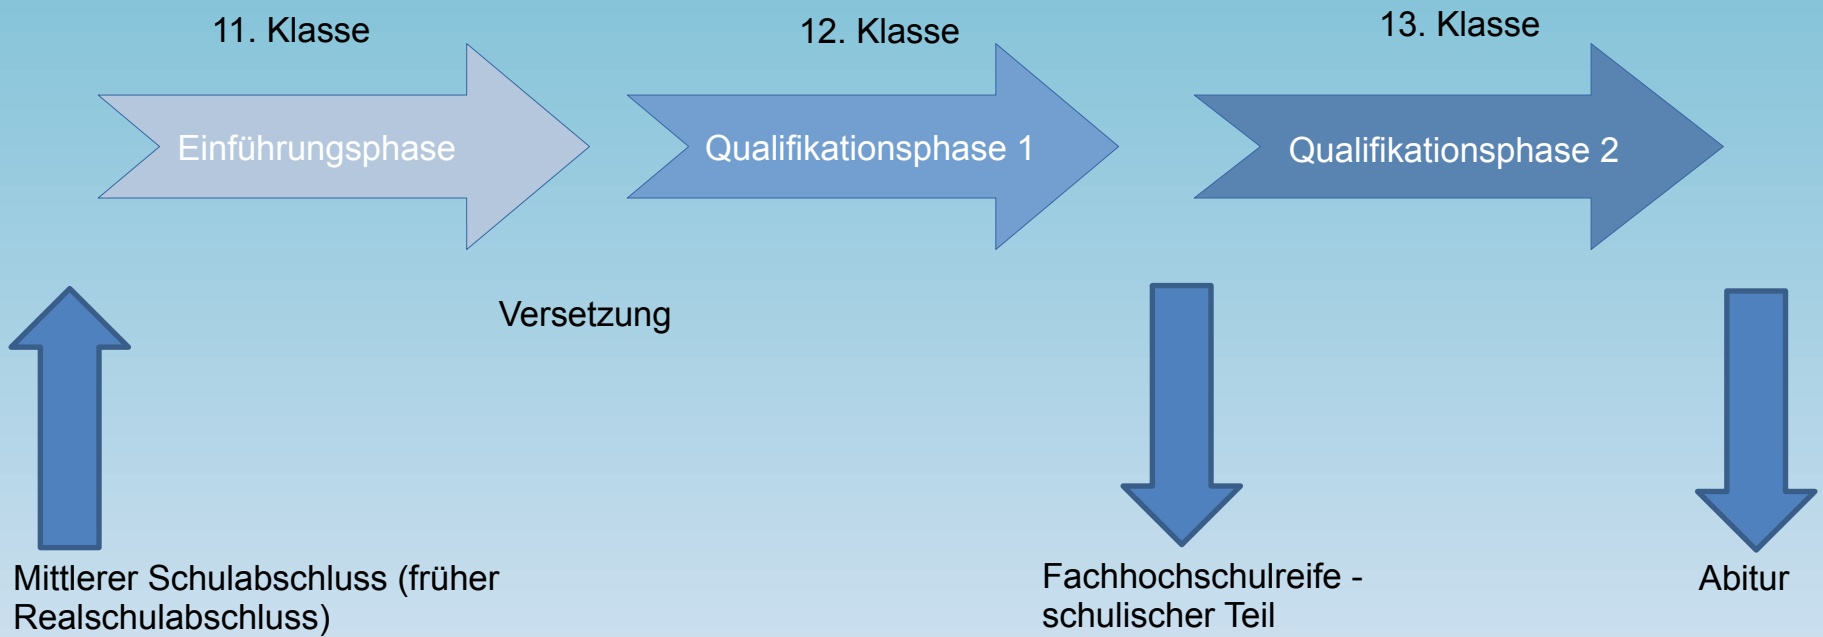 11. Klasse
12. Klasse
13. Klasse
Einführungsphase
Qualifikationsphase 1
Qualifikationsphase 2
Versetzung
Mittlerer Schulabschluss (früher
Realschulabschluss)
Fachhochschulreife -
schulischer Teil
Abitur